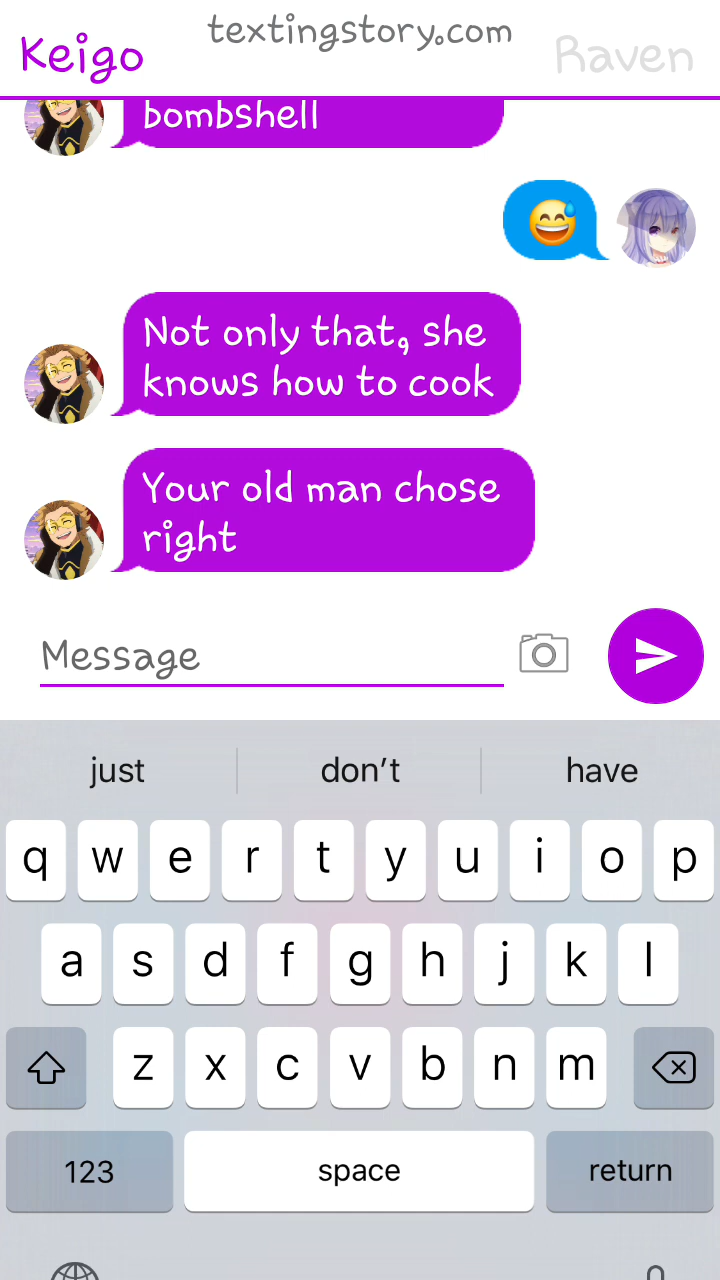 textingstory.com
Keigo
Raven
bombshell
😅
Not only that, she
knows how to cook
Your old man chose
right
Message
just don't have
q w e r t y u i o p
a s d f g h j k l
z x c v b n m
123 space return